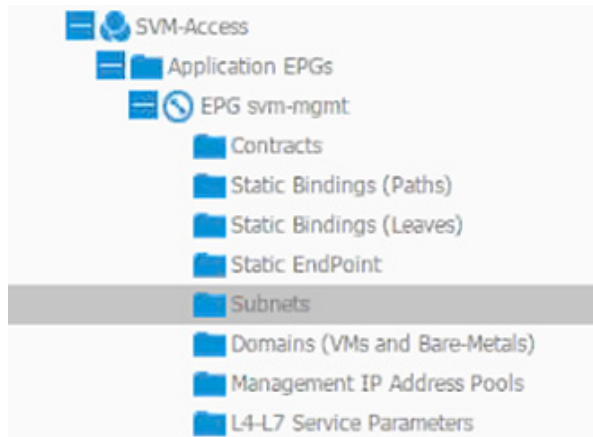 SVM-Access
Application EPGs
EPG svm-mgmt
Contracts
Static Bindings (Paths)
Static Bindings (Leaves)
Static EndPoint
Subnets
Domains (VMs and Bare-Metals)
Management IP Address Pools
L4-L7 Service Parameters